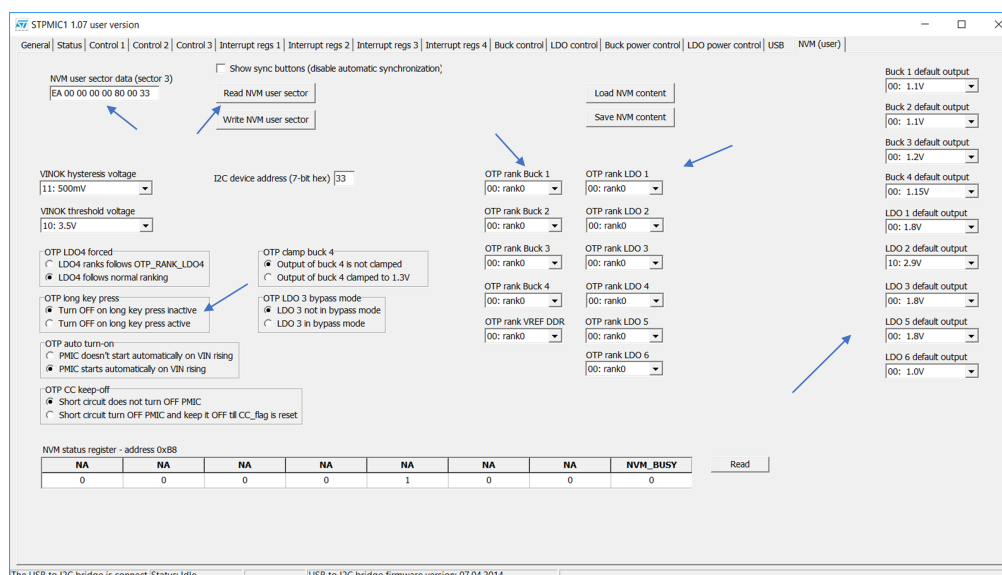 STPMIC1 1.07 user version
General Status Control 1 Control 2 Control 3 Interrupt regs 1 Interrupt regs 2 Interrupt regs 3 Interrupt regs 4 Buck control LDO control Buck power control LDO power control USB NVM (user)
NVM user sector data (sector 3)
EA 00 00 00 00 80 00 33
Show sync buttons (disable automatic synchronization)
Read NVM user sector
Write NVM user sector
Load NVM content
Save NVM content
VINOK hysteresis voltage
11: 500mV
I2C device address (7-bit hex) 33
VINOK threshold voltage
10: 3.5V
OTP LDO4 forced
LDO4 ranks follows OTP_RANK_LDO4
LDO4 follows normal ranking
OTP clamp buck 4
Output of buck 4 is not clamped
Output of buck 4 clamped to 1.3V
OTP long key press
Turn OFF on long key press inactive
Turn OFF on long key press active
OTP LDO 3 bypass mode
LDO 3 not in bypass mode
LDO 3 in bypass mode
OTP auto turn-on
PMIC doesn't start automatically on VIN rising
PMIC starts automatically on VIN rising
OTP CC keep-off
Short circuit does not turn OFF PMIC
Short circuit turn OFF PMIC and keep it OFF till CC_flag is reset
OTP rank Buck 1
00: rank0
OTP rank Buck 2
00: rank0
OTP rank Buck 3
00: rank0
OTP rank Buck 4
00: rank0
OTP rank VREF DDR
00: rank0
OTP rank LDO 1
00: rank0
OTP rank LDO 2
00: rank0
OTP rank LDO 3
00: rank0
OTP rank LDO 4
00: rank0
OTP rank LDO 5
00: rank0
OTP rank LDO 6
00: rank0
Buck 1 default output
00: 1.1V
Buck 2 default output
00: 1.1V
Buck 3 default output
00: 1.2V
Buck 4 default output
00: 1.15V
LDO 1 default output
00: 1.8V
LDO 2 default output
10: 2.9V
LDO 3 default output
00: 1.8V
LDO 5 default output
00: 1.8V
LDO 6 default output
00: 1.0V
NVM status register - address 0xB8
NA NA NA NA NA NA NA NVM_BUSY
0 0 0 0 1 0 0 0
Read
The USB to I2C bridge is connect Status: Idle USB to I2C bridge firmware version: 07.04.2014